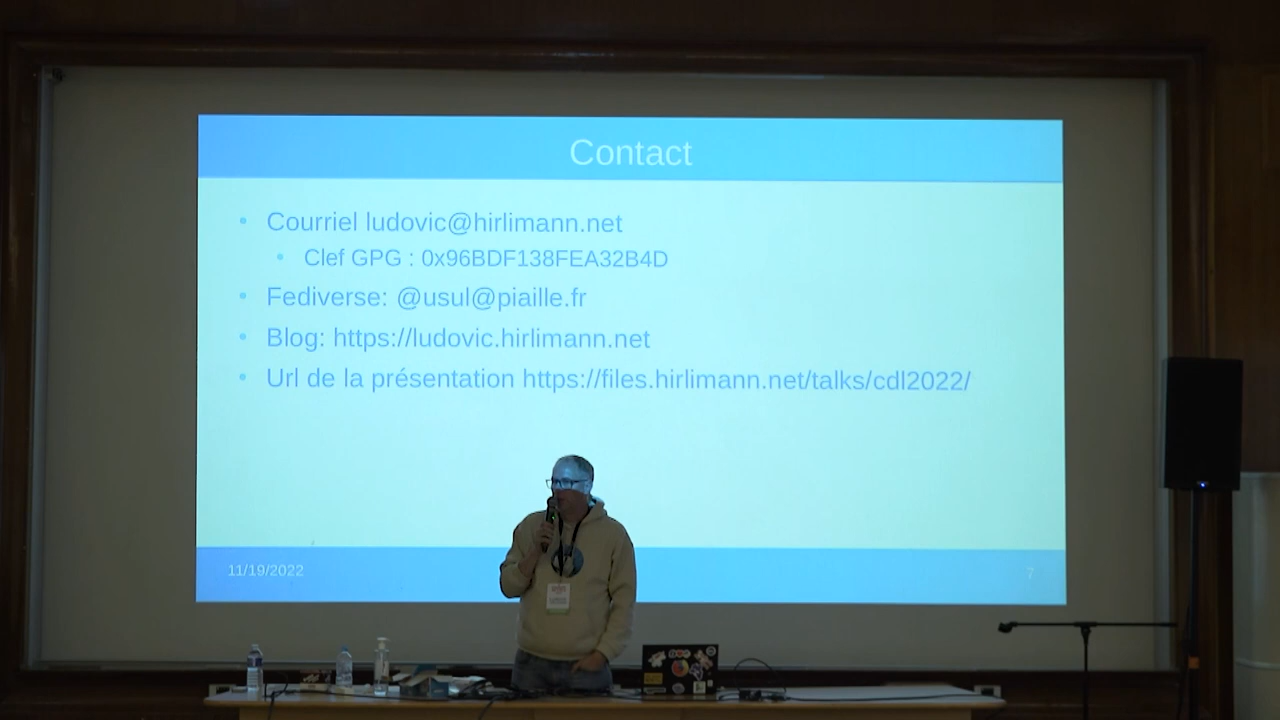 Contact
Courriel ludovic@hirlimann.net
Clef GPG : 0x96BDF138FEA32B4D
Fediverse: @usul@piaille.fr
Blog: https://ludovic.hirlimann.net
Url de la présentation https://files.hirlimann.net/talks/cdl2022/
11/19/2022
7